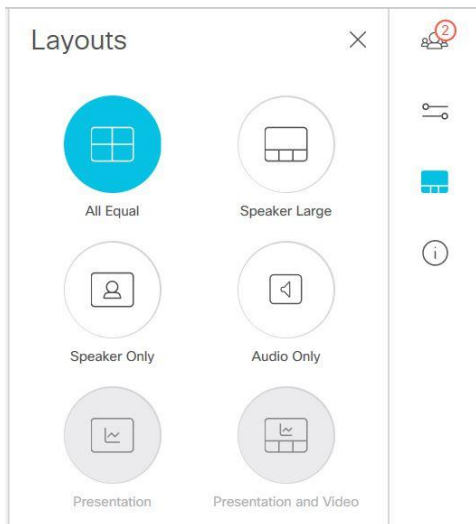 Layouts
2
All Equal
Speaker Large
Speaker Only
Audio Only
Presentation
Presentation and Video